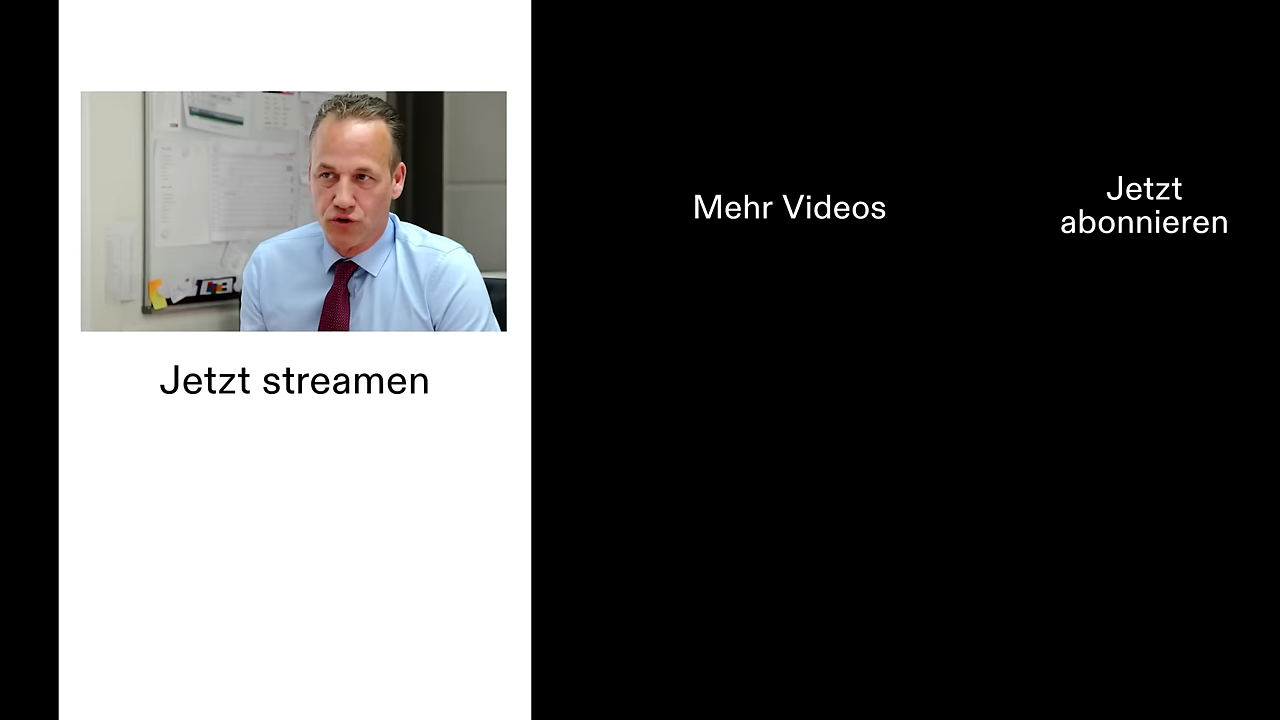 Jetzt streamen
Mehr Videos
Jetzt
abonnieren